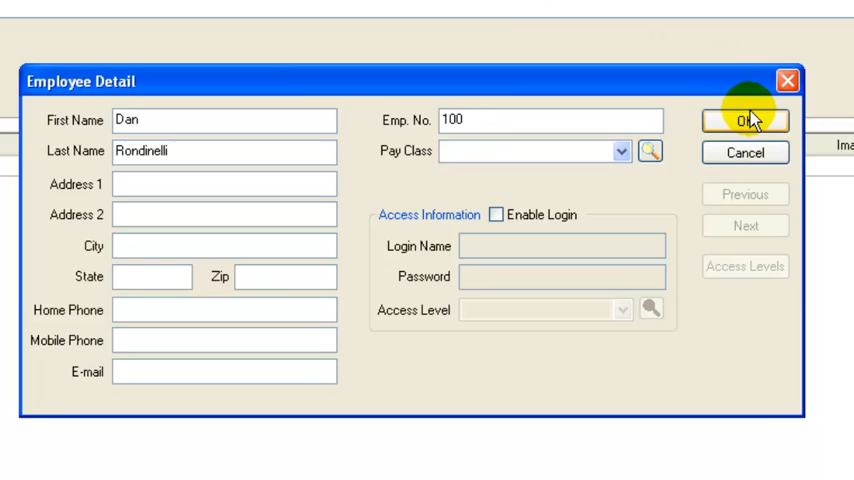 Employee Detail
First Name Dan
Last Name Rondinelli
Address 1
Address 2
City
State Zip
Home Phone
Mobile Phone
E-mail
Emp. No. 100
Pay Class
Access Information Enable Login
Login Name
Password
Access Level
OK
Cancel
Previous
Next
Access Levels
Ima